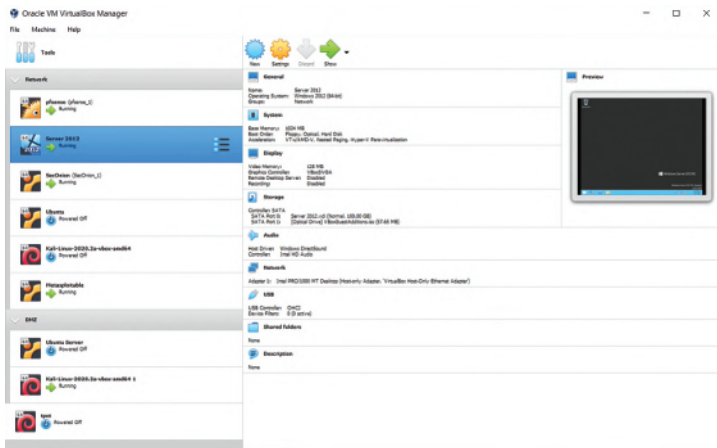 Oracle VM VirtualBox Manager
File Machine Help
Tools
New Settings Discard Show
Network
pfsense (pfsense_1)
Running
Server 2012
Running
SecOnion (SecOnion_1)
Running
Ubuntu
Powered Off
Kali-Linux-2020.2a-vbox-amd64
Powered Off
Metasploitable
Running
DMZ
Ubuntu Server
Powered Off
Kali-Linux-2020.2a-vbox-amd64 1
Running
Powered Off
General
Name: Server 2012
Operating System: Windows 2012 (64-bit)
Groups: Network
System
Base Memory: 1024 MB
Boot Order: Floppy, Optical, Hard Disk
Acceleration: VT-x/AMD-V, Nested Paging, Hyper-V Paravirtualization
Display
Video Memory: 128 MB
Graphics Controller: VBoxSVGA
Remote Desktop Server: Disabled
Recording: Disabled
Storage
Controller: SATA
SATA Port 0: Server 2012.vdi (Normal, 100.00 GB)
SATA Port 1: [Optical Drive] VBoxGuestAdditions.iso (57.65 MB)
Audio
Host Driver: Windows DirectSound
Controller: Intel HD Audio
Network
Adapter 1: Intel PRO/1000 MT Desktop (Host-only Adapter, 'VirtualBox Host-Only Ethernet Adapter')
USB
USB Controller: OHCI
Device Filters: 0 (0 active)
Shared folders
None
Description
None
Preview